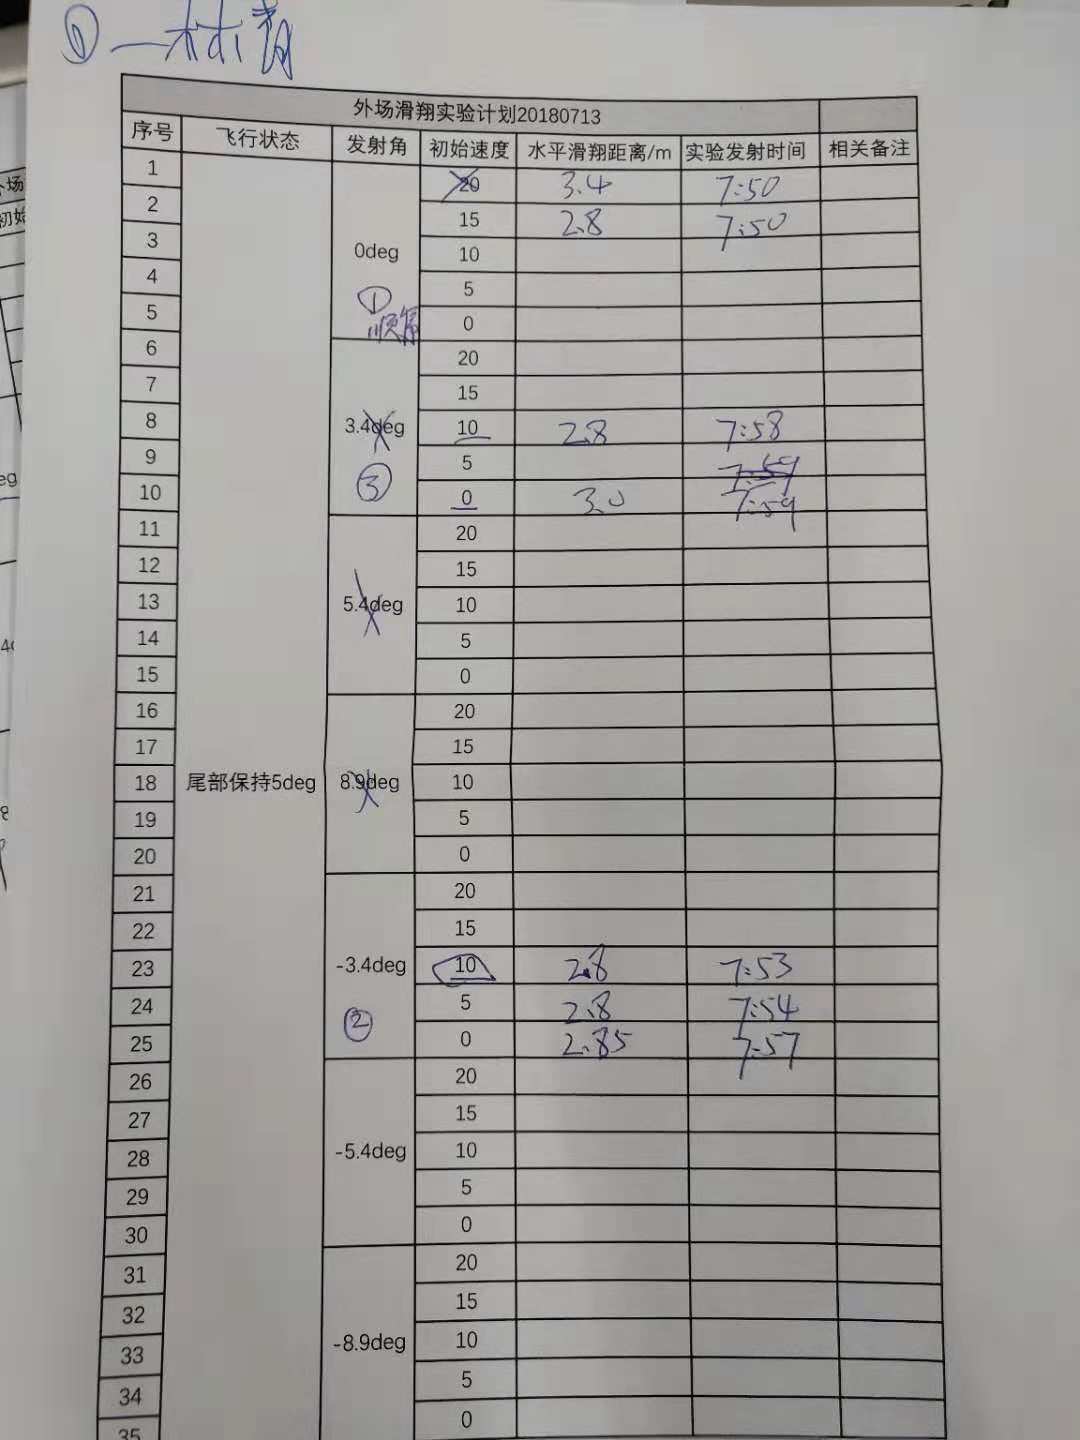 外场滑翔实验计划20180713
序号 飞行状态 发射角 初始速度 水平滑翔距离/m 实验发射时间 相关备注
1 20 3.4 7:50
2 15 2.8 7:50
3 0deg 10
4 5
① 顺
5 0
6 20
7 15
8 3.4deg 10 2.8 7:58
9 5 7:59
③
10 0 3.0 7:59
11 20
12 15
13 5.4deg 10
14 5
15 0
16 20
17 15
18 尾部保持5deg 8.9deg 10
19 5
20 0
21 20
22 15
23 -3.4deg 10 2.8 7:53
24 5 2.8 7:54
②
25 0 2.85 7:57
26 20
27 15
28 -5.4deg 10
29 5
30 0
31 20
32 15
33 -8.9deg 10
34 5
35 0